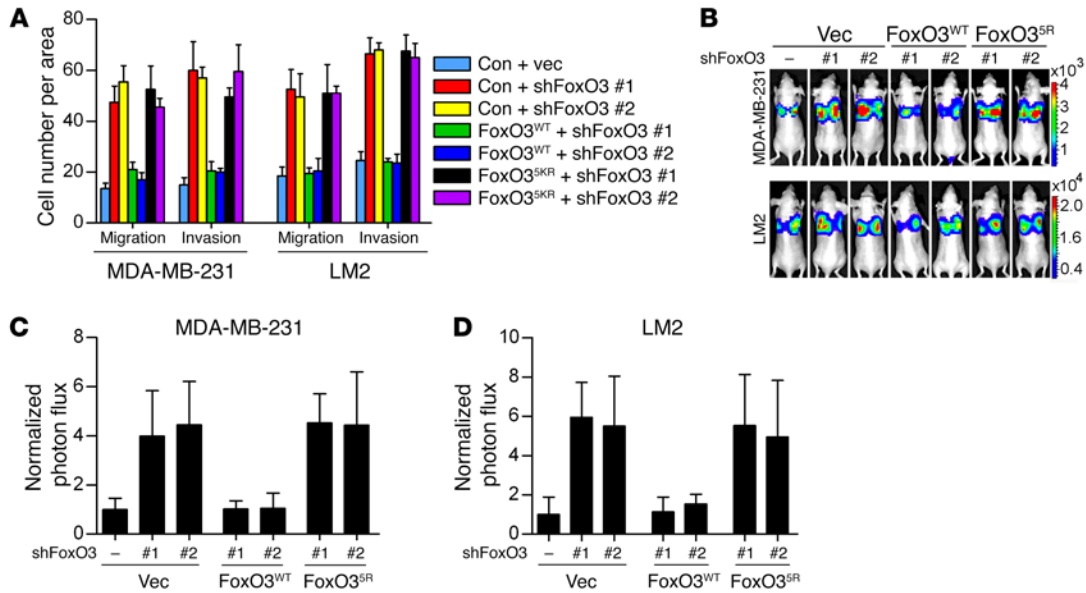 A
Cell number per area
80
60
40
20
0
Migration Invasion Migration Invasion
MDA-MB-231 LM2
Con + vec
Con + shFoxO3 #1
Con + shFoxO3 #2
FoxO3WT + shFoxO3 #1
FoxO3WT + shFoxO3 #2
FoxO35KR + shFoxO3 #1
FoxO35KR + shFoxO3 #2
B
Vec FoxO3WT FoxO35R
shFoxO3 – #1 #2 #1 #2 #1 #2
MDA-MB-231
x103
4
3
2
1
LM2
x104
2.0
1.6
0.4
C
MDA-MB-231
Normalized
photon flux
8
6
4
2
0
shFoxO3 – #1 #2 #1 #2 #1 #2
Vec FoxO3WT FoxO35R
D
LM2
Normalized
photon flux
10
8
6
4
2
0
shFoxO3 – #1 #2 #1 #2 #1 #2
Vec FoxO3WT FoxO35R